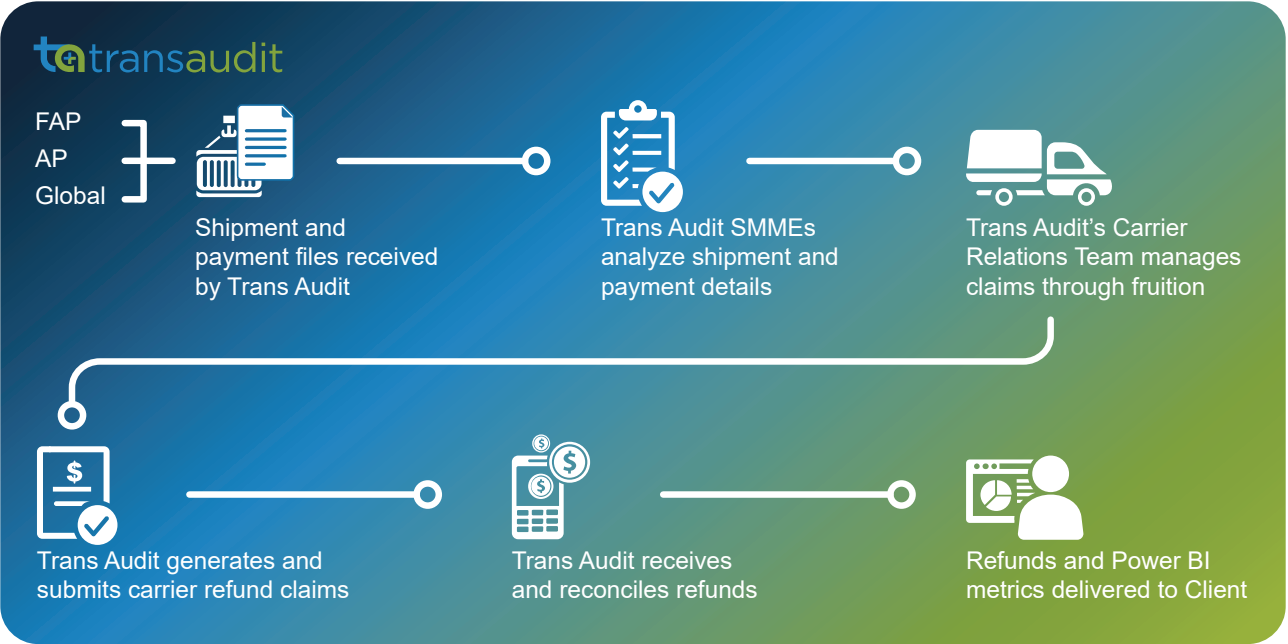 transaudit
FAP
AP
Global
Shipment and
payment files received
by Trans Audit
Trans Audit SMMEs
analyze shipment and
payment details
Trans Audit's Carrier
Relations Team manages
claims through fruition
$
Trans Audit generates and
submits carrier refund claims
$
$
$
Trans Audit receives
and reconciles refunds
Refunds and Power BI
metrics delivered to Client